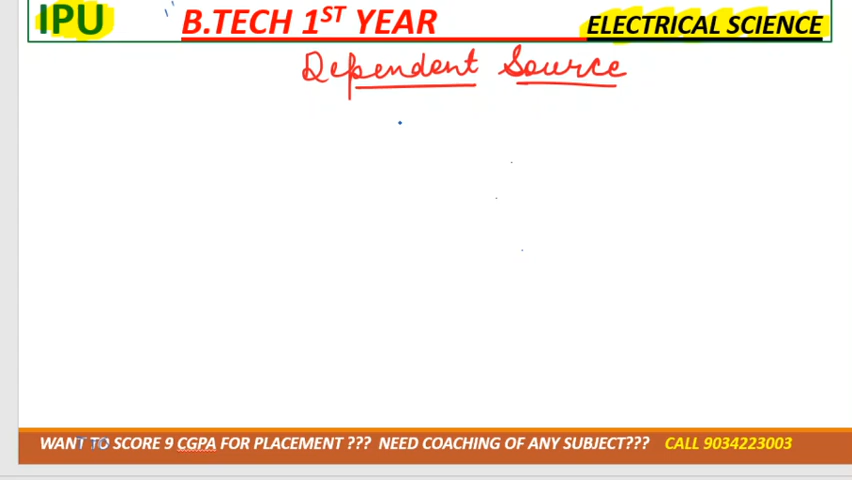 IPU B.TECH 1ST YEAR ELECTRICAL SCIENCE
Dependent Source
WANT TO SCORE 9 CGPA FOR PLACEMENT ??? NEED COACHING OF ANY SUBJECT??? CALL 9034223003